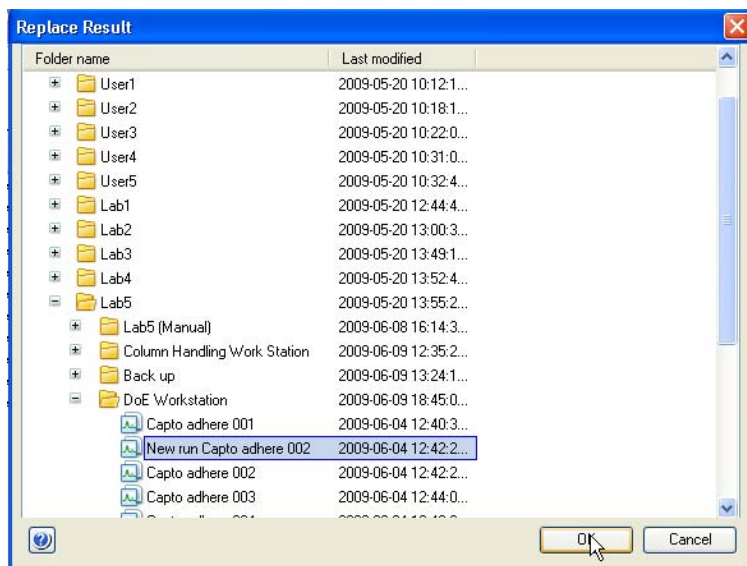 Replace Result
Folder name Last modified
User1 2009-05-20 10:12:1...
User2 2009-05-20 10:18:1...
User3 2009-05-20 10:22:0...
User4 2009-05-20 10:31:0...
User5 2009-05-20 10:32:4...
Lab1 2009-05-20 12:44:4...
Lab2 2009-05-20 13:00:3...
Lab3 2009-05-20 13:49:1...
Lab4 2009-05-20 13:52:4...
Lab5 2009-05-20 13:55:2...
Lab5 (Manual) 2009-06-08 16:14:3...
Column Handling Work Station 2009-06-09 12:35:2...
Back up 2009-06-09 13:24:1...
DoE Workstation 2009-06-09 18:45:0...
Capto adhere 001 2009-06-04 12:40:3...
New run Capto adhere 002 2009-06-04 12:42:2...
Capto adhere 002 2009-06-04 12:42:2...
Capto adhere 003 2009-06-04 12:44:0...
OK Cancel